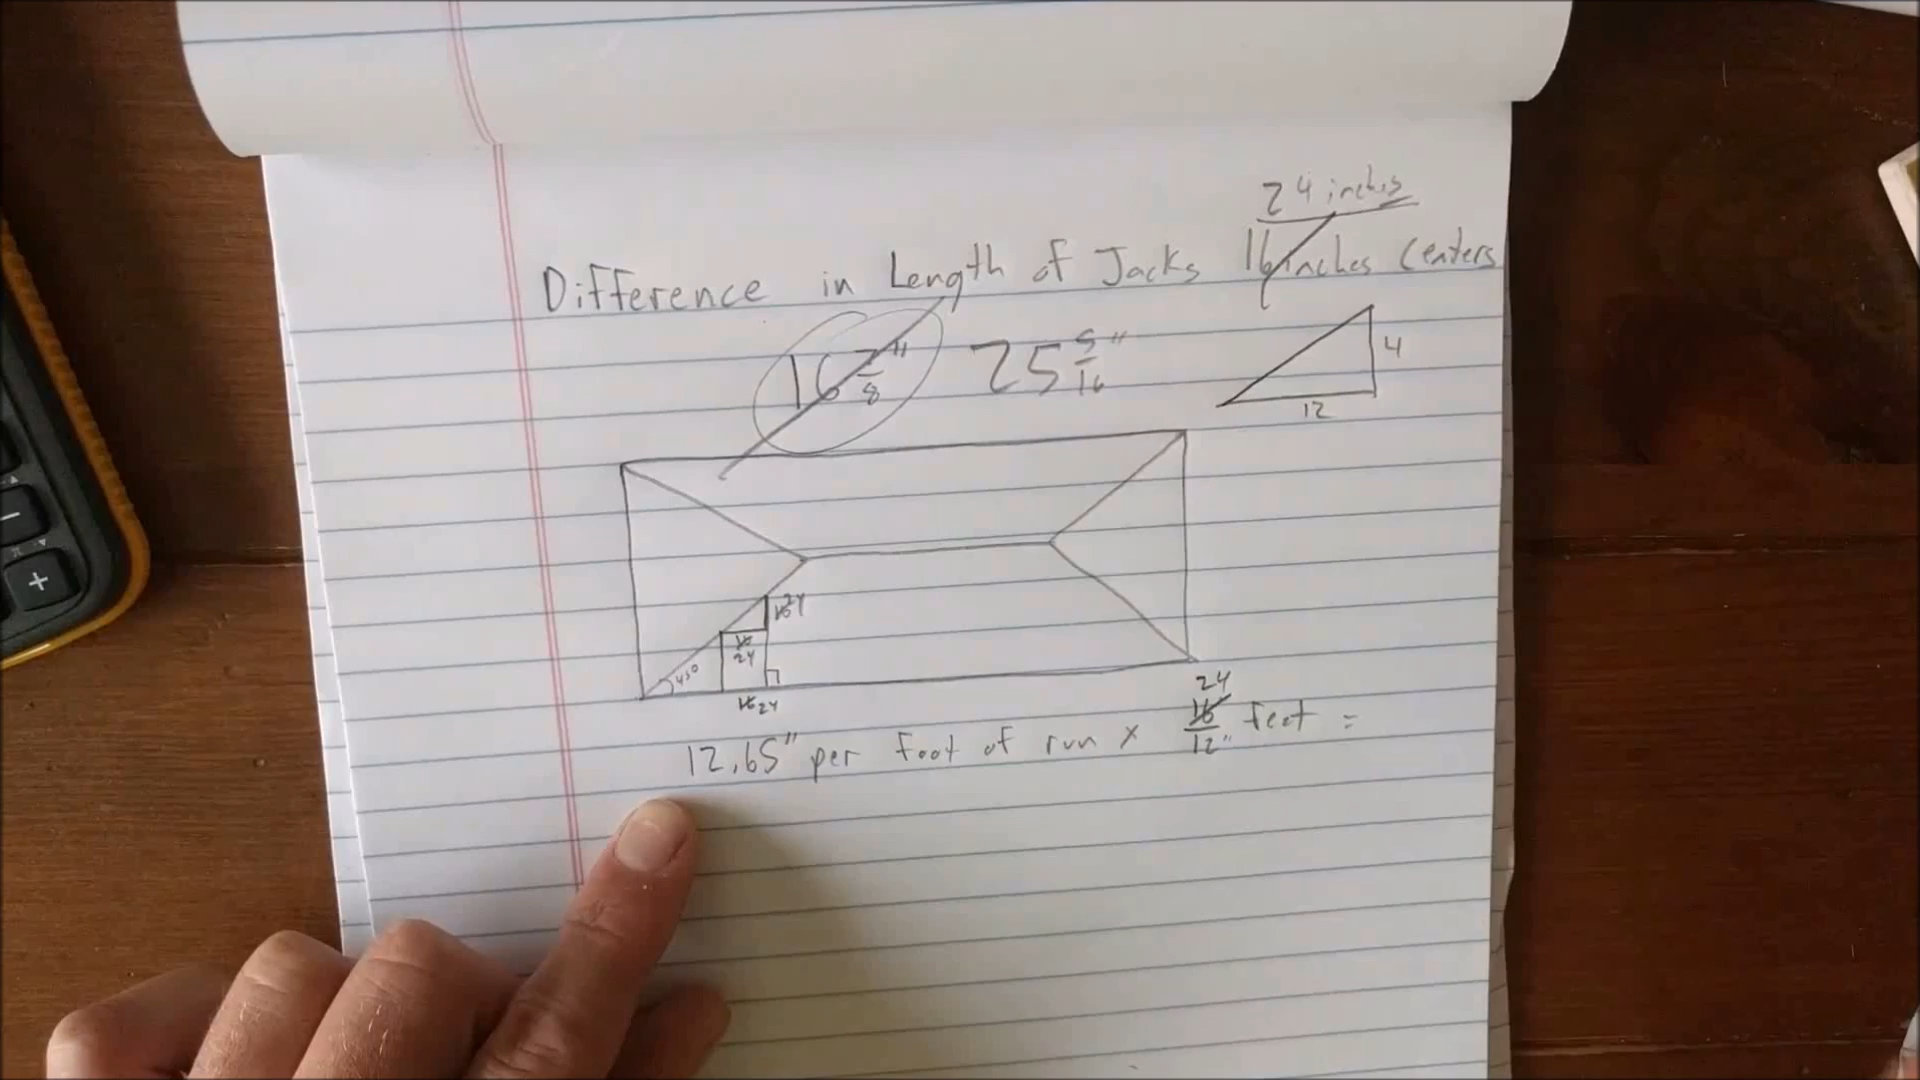 24 inches
Difference in Length of Jacks 16 inches Centers
16 7/8" 25 5/16"
4
12
16 24
16
24
45°
16 24
24
12.65" per foot of run x 16/12" feet =
+